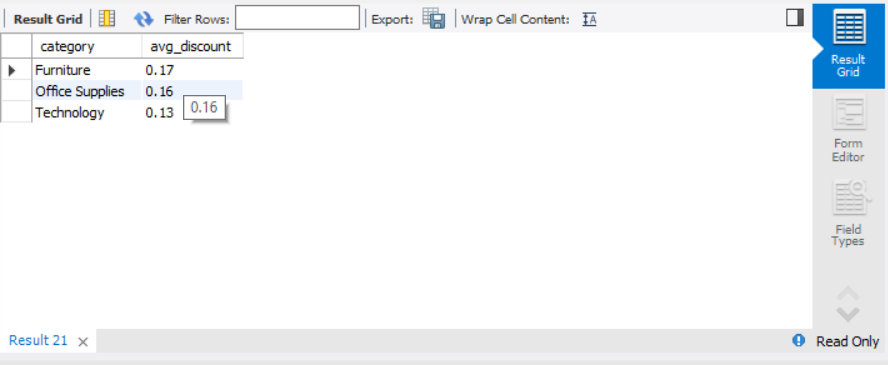 Result Grid Filter Rows: Export: Wrap Cell Content: IA
category avg_discount
Furniture 0.17
Office Supplies 0.16
Technology 0.13
0.16
Result Grid
Form Editor
Field Types
Result 21 ×
Read Only